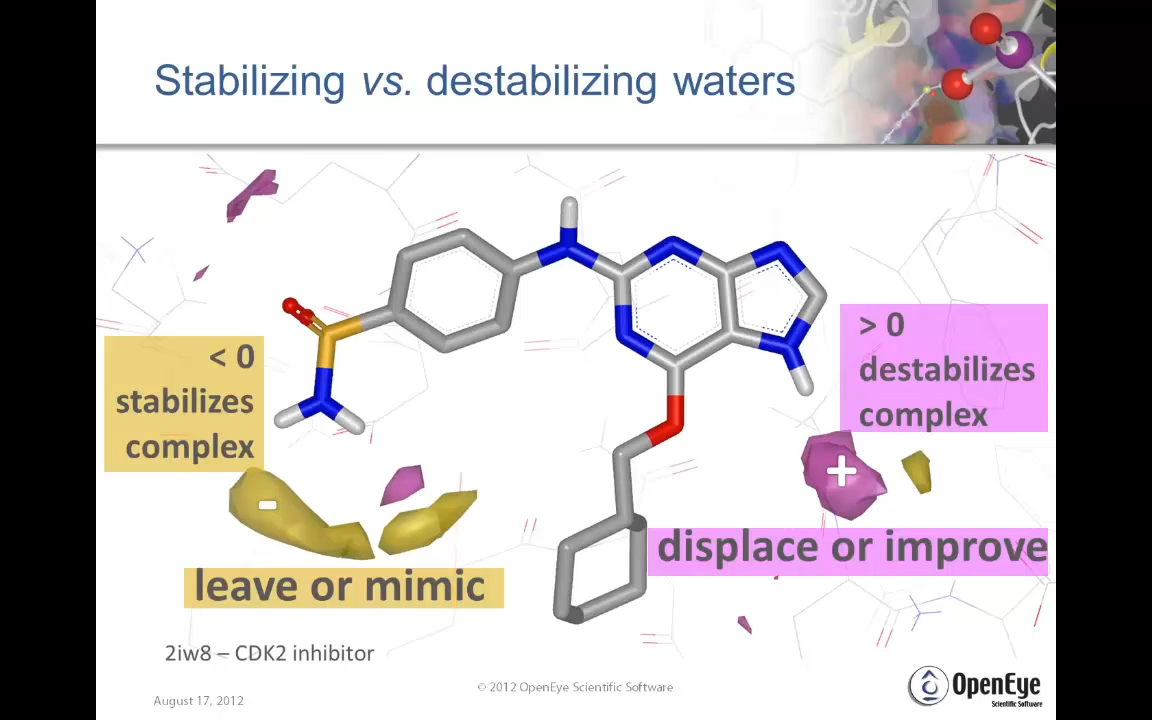 Stabilizing vs. destabilizing waters
< 0
stabilizes
complex
> 0
destabilizes
complex
-
+
displace or improve
leave or mimic
2iw8 – CDK2 inhibitor
August 17, 2012
© 2012 OpenEye Scientific Software
OpenEye
Scientific Software